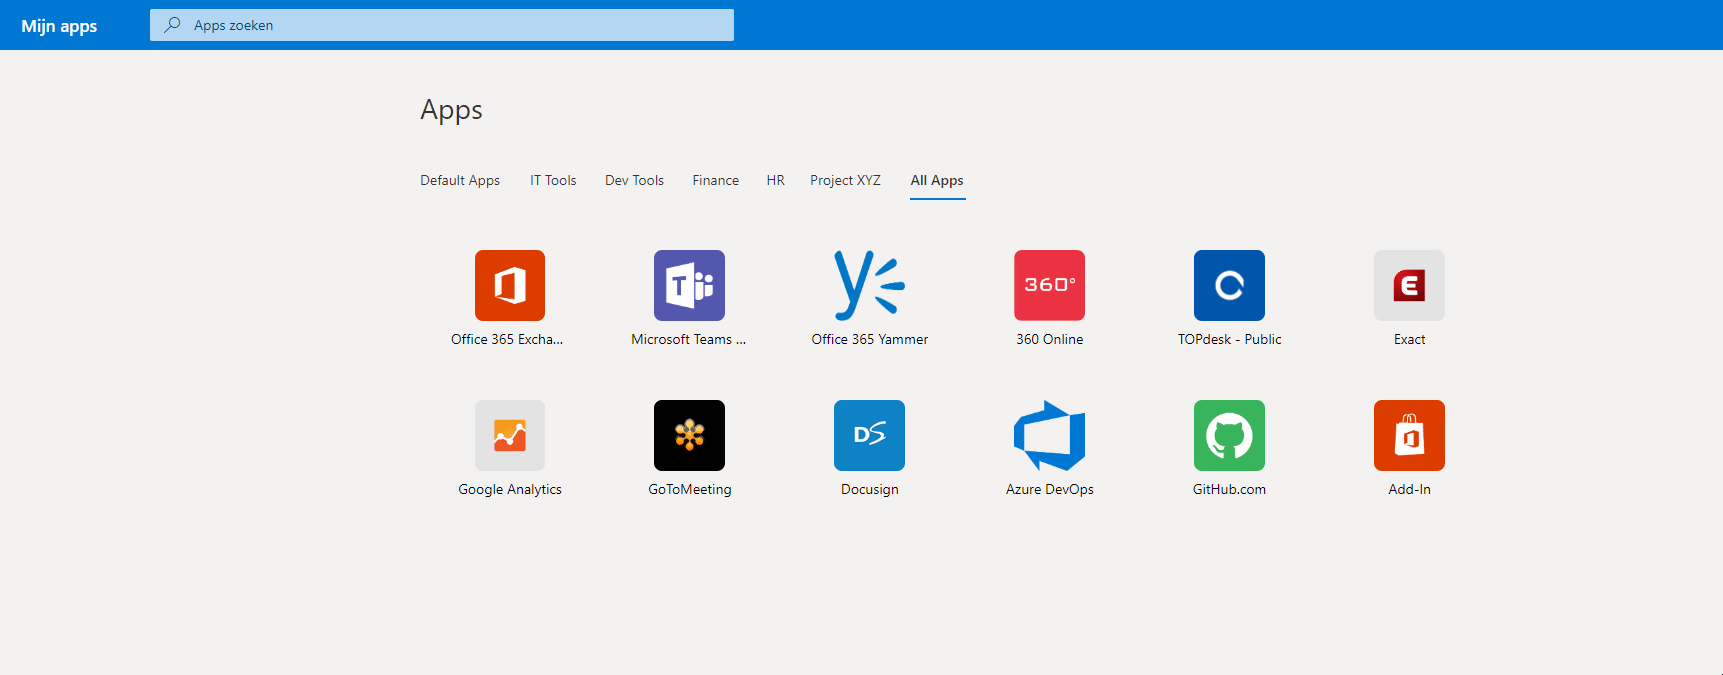 Mijn apps
Apps zoeken
Apps
Default Apps IT Tools Dev Tools Finance HR Project XYZ All Apps
360°
E
T
DS
Office 365 Excha... Microsoft Teams ... Office 365 Yammer 360 Online TOPdesk - Public Exact
Google Analytics GoToMeeting Docusign Azure DevOps GitHub.com Add-In